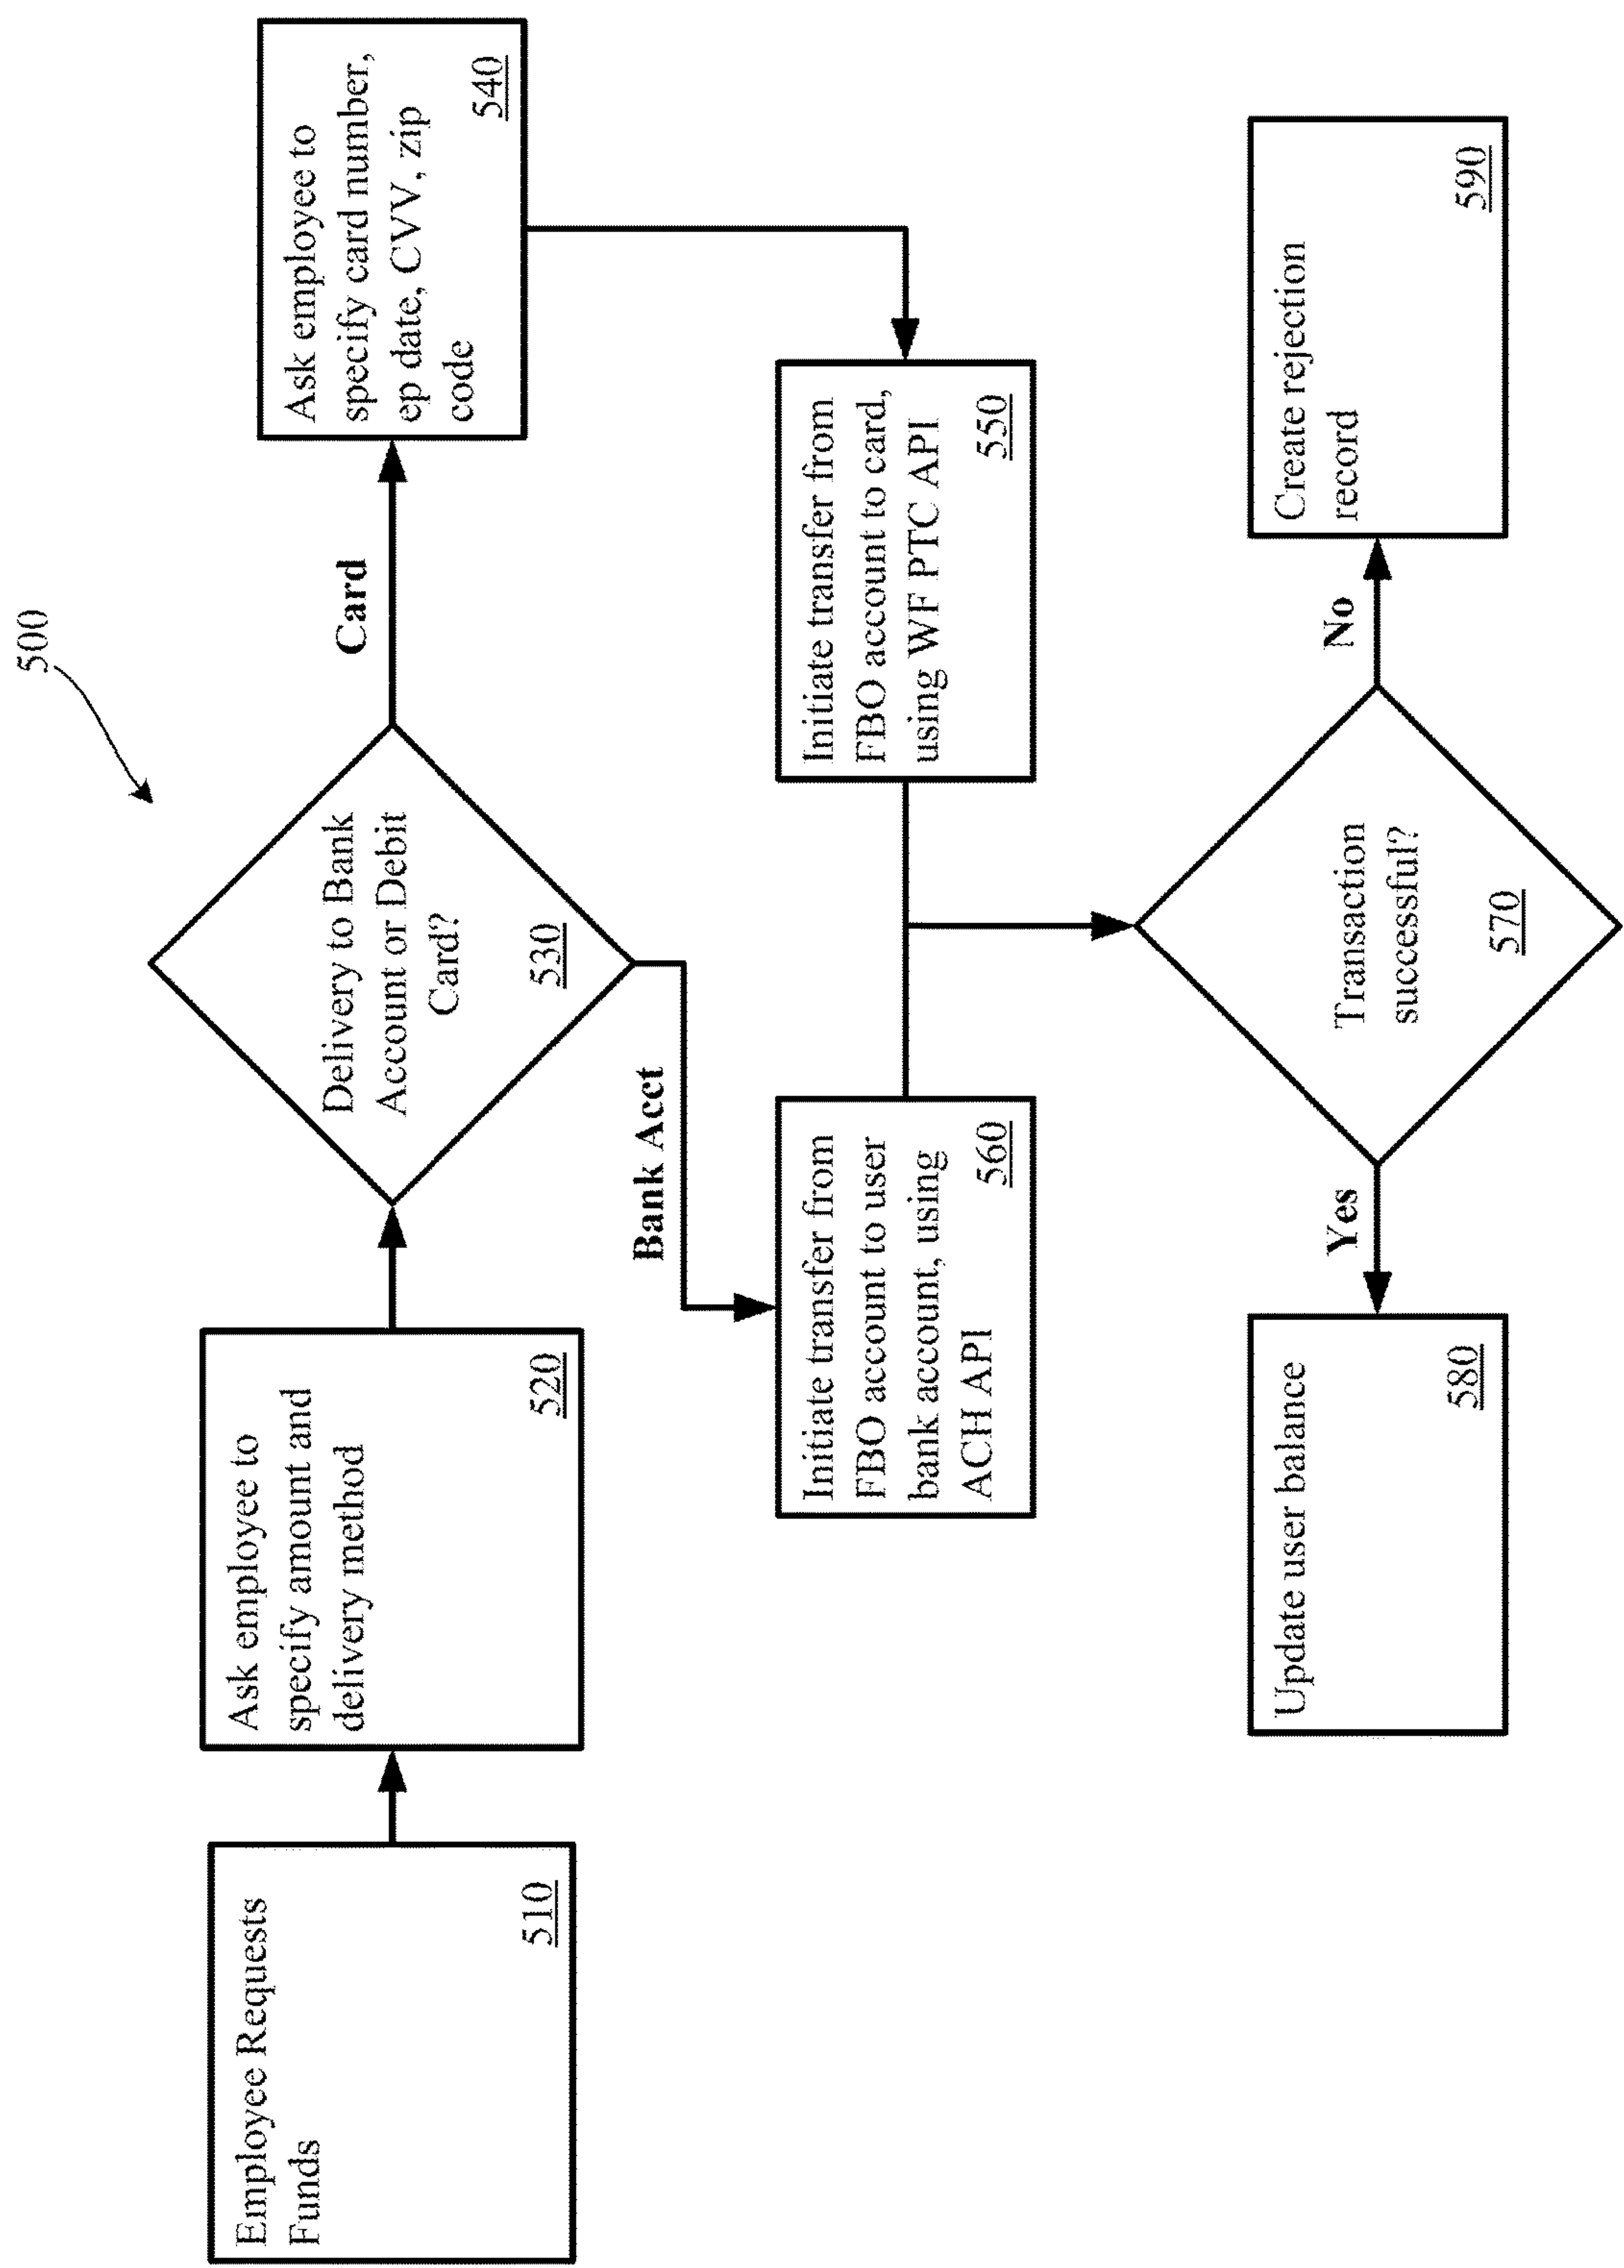 500
Employee Requests
Funds
510
Ask employee to
specify amount and
delivery method
520
Delivery to Bank
Account or Debit
Card?
530
Card
Ask employee to
specify card number,
ep date, CVV, zip
code
540
Bank Acct
Initiate transfer from
FBO account to user
bank account, using
ACH API
560
Initiate transfer from
FBO account to card,
using WF PTC API
550
Transaction
successful?
570
Yes
Update user balance
580
No
Create rejection
record
590